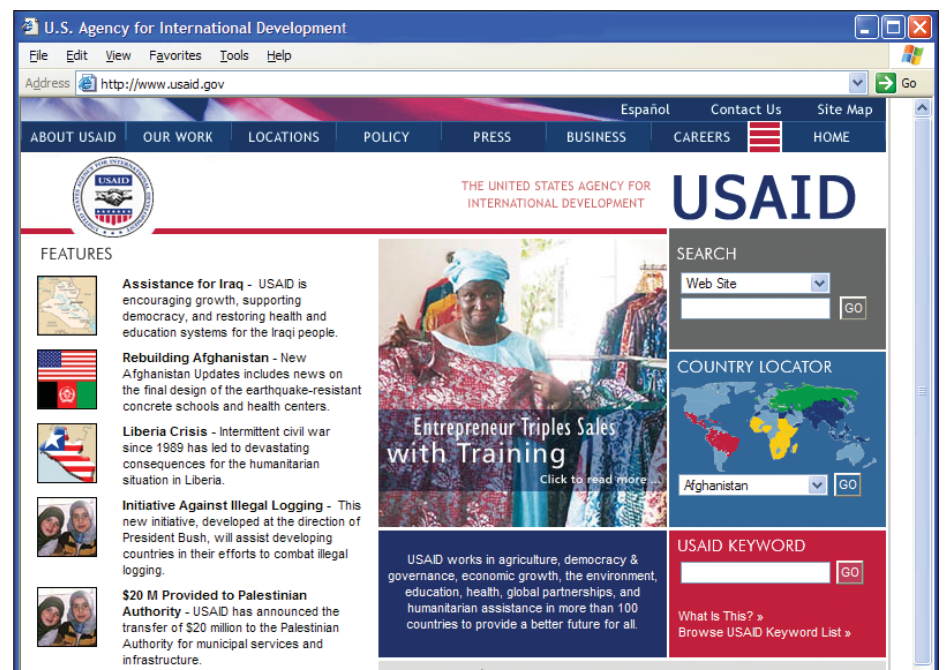 U.S. Agency for International Development
File Edit View Favorites Tools Help
Address http://www.usaid.gov Go
Español Contact Us Site Map
ABOUT USAID OUR WORK LOCATIONS POLICY PRESS BUSINESS CAREERS HOME
USAID
THE UNITED STATES AGENCY FOR
INTERNATIONAL DEVELOPMENT
USAID
FEATURES
Assistance for Iraq - USAID is
encouraging growth, supporting
democracy, and restoring health and
education systems for the Iraqi people.
Rebuilding Afghanistan - New
Afghanistan Updates includes news on
the final design of the earthquake-resistant
concrete schools and health centers.
Liberia Crisis - Intermittent civil war
since 1989 has led to devastating
consequences for the humanitarian
situation in Liberia.
Initiative Against Illegal Logging - This
new initiative, developed at the direction of
President Bush, will assist developing
countries in their efforts to combat illegal
logging.
$20 M Provided to Palestinian
Authority - USAID has announced the
transfer of $20 million to the Palestinian
Authority for municipal services and
infrastructure.
Entrepreneur Triples Sales
with Training
Click to read more ...
USAID works in agriculture, democracy &
governance, economic growth, the environment,
education, health, global partnerships, and
humanitarian assistance in more than 100
countries to provide a better future for all.
SEARCH
Web Site
GO
COUNTRY LOCATOR
Afghanistan GO
USAID KEYWORD
GO
What Is This? »
Browse USAID Keyword List »